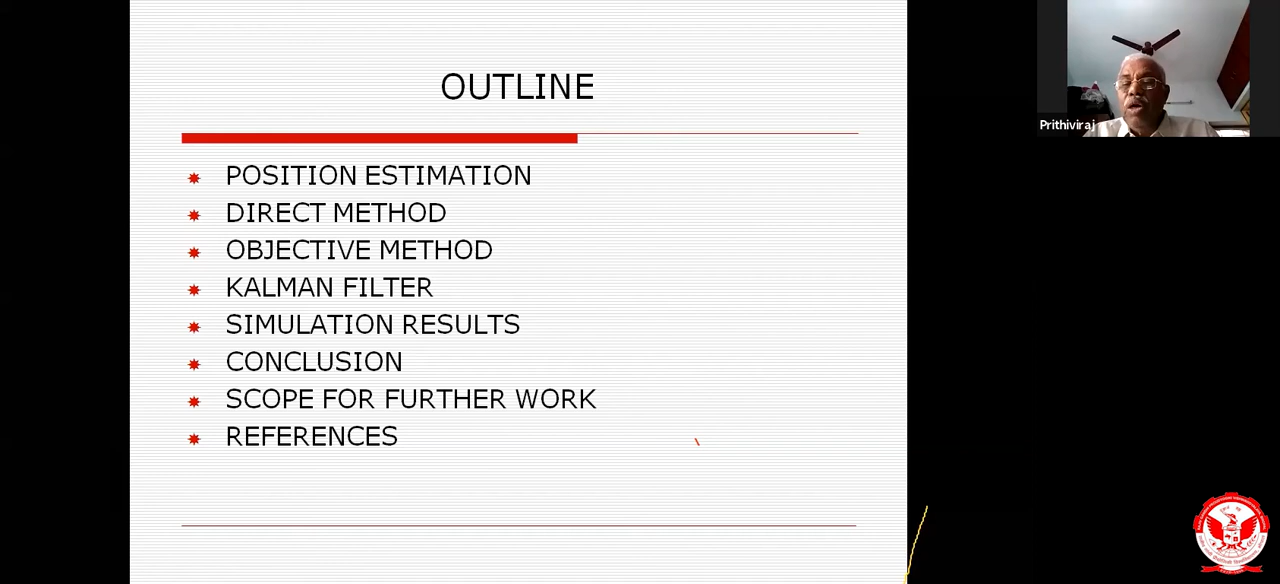 OUTLINE
POSITION ESTIMATION
DIRECT METHOD
OBJECTIVE METHOD
KALMAN FILTER
SIMULATION RESULTS
CONCLUSION
SCOPE FOR FURTHER WORK
REFERENCES
Prithiviraj